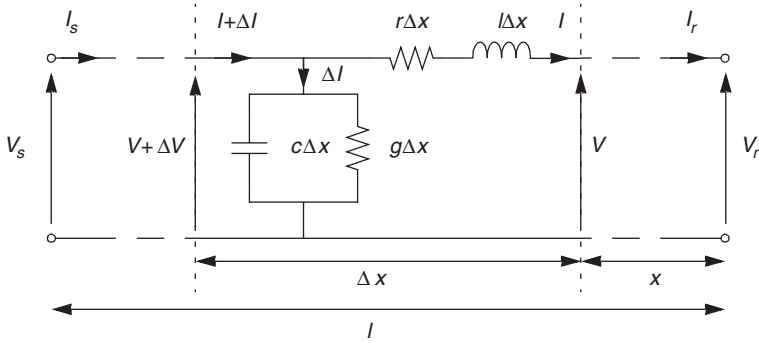 I_s I+ΔI rΔx lΔx I I_r
ΔI
V_s V+ΔV cΔx gΔx V V_r
Δx x
l